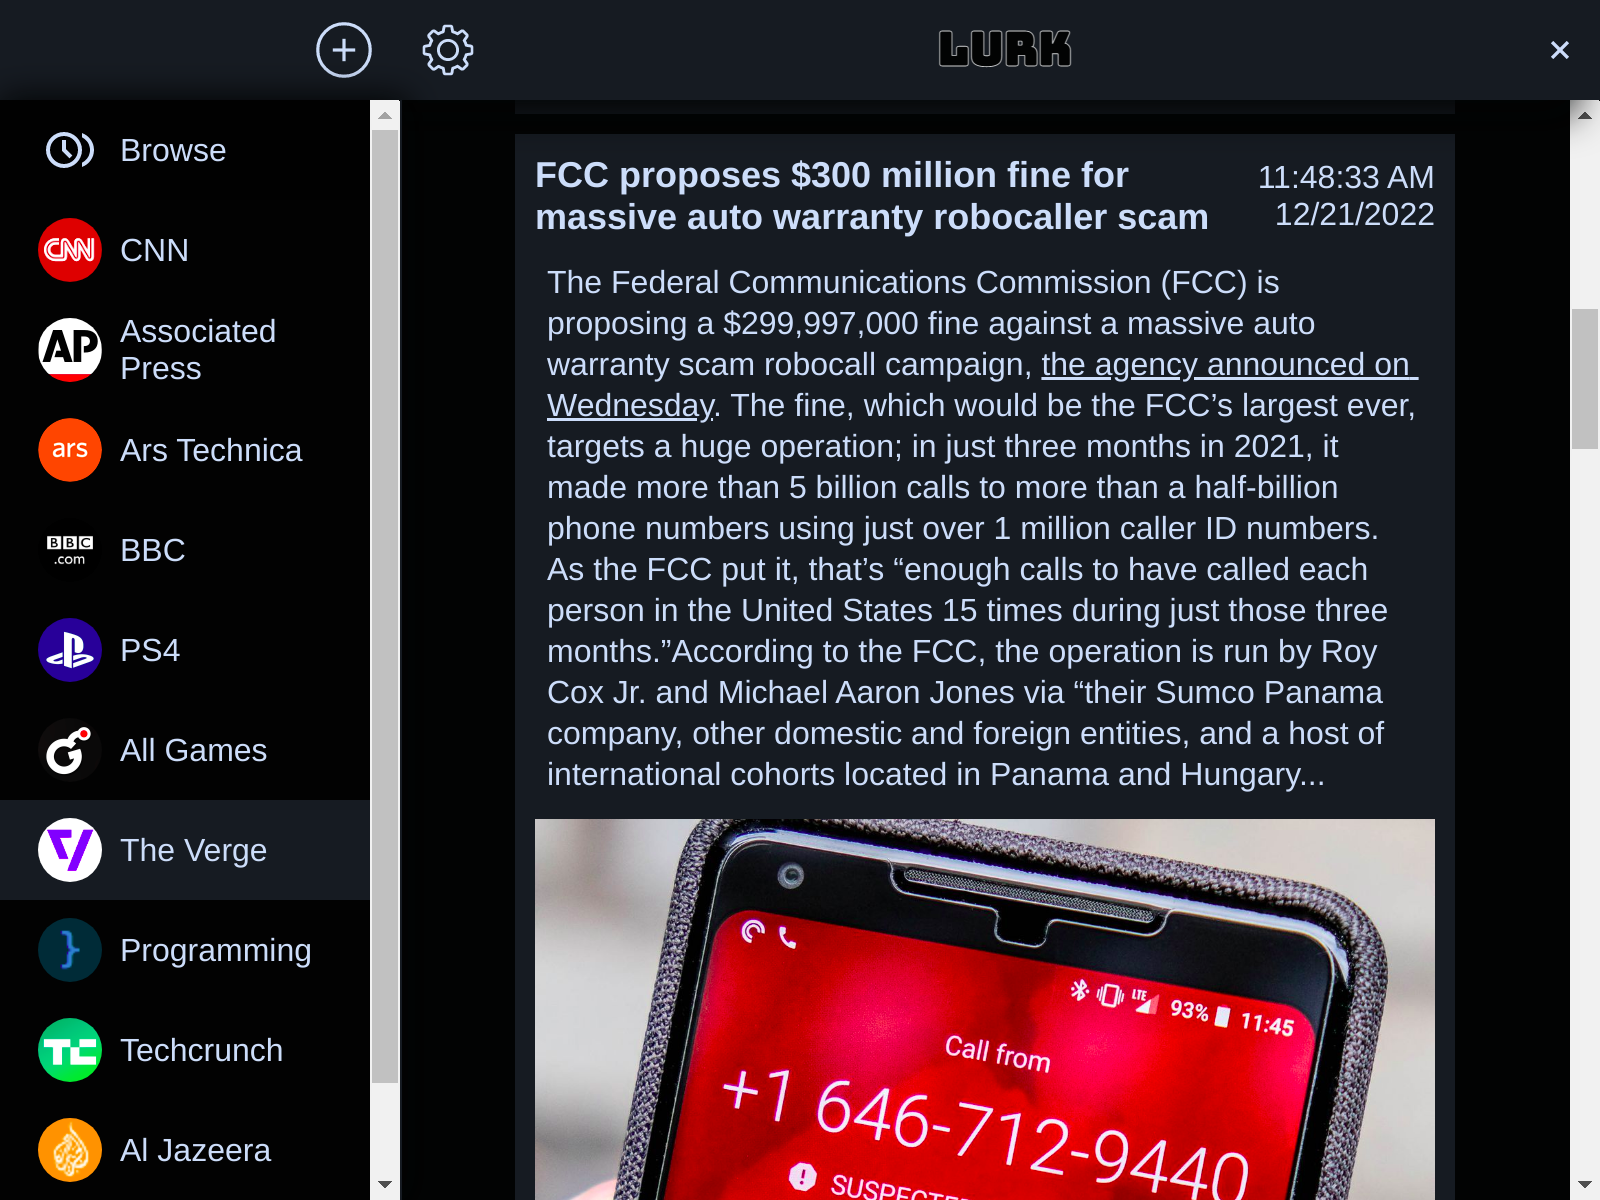 LURK
Browse
CNN
CNN
AP
Associated
Press
ars
Ars Technica
BBC
.com
BBC
PS4
All Games
The Verge
}
Programming
TC
Techcrunch
Al Jazeera
FCC proposes $300 million fine for
massive auto warranty robocaller scam
11:48:33 AM
12/21/2022
The Federal Communications Commission (FCC) is
proposing a $299,997,000 fine against a massive auto
warranty scam robocall campaign, the agency announced on
Wednesday. The fine, which would be the FCC’s largest ever,
targets a huge operation; in just three months in 2021, it
made more than 5 billion calls to more than a half-billion
phone numbers using just over 1 million caller ID numbers.
As the FCC put it, that’s “enough calls to have called each
person in the United States 15 times during just those three
months.”According to the FCC, the operation is run by Roy
Cox Jr. and Michael Aaron Jones via “their Sumco Panama
company, other domestic and foreign entities, and a host of
international cohorts located in Panama and Hungary...
LTE 93% 11:45
Call from
+1 646-712-9440
SUSPECTED